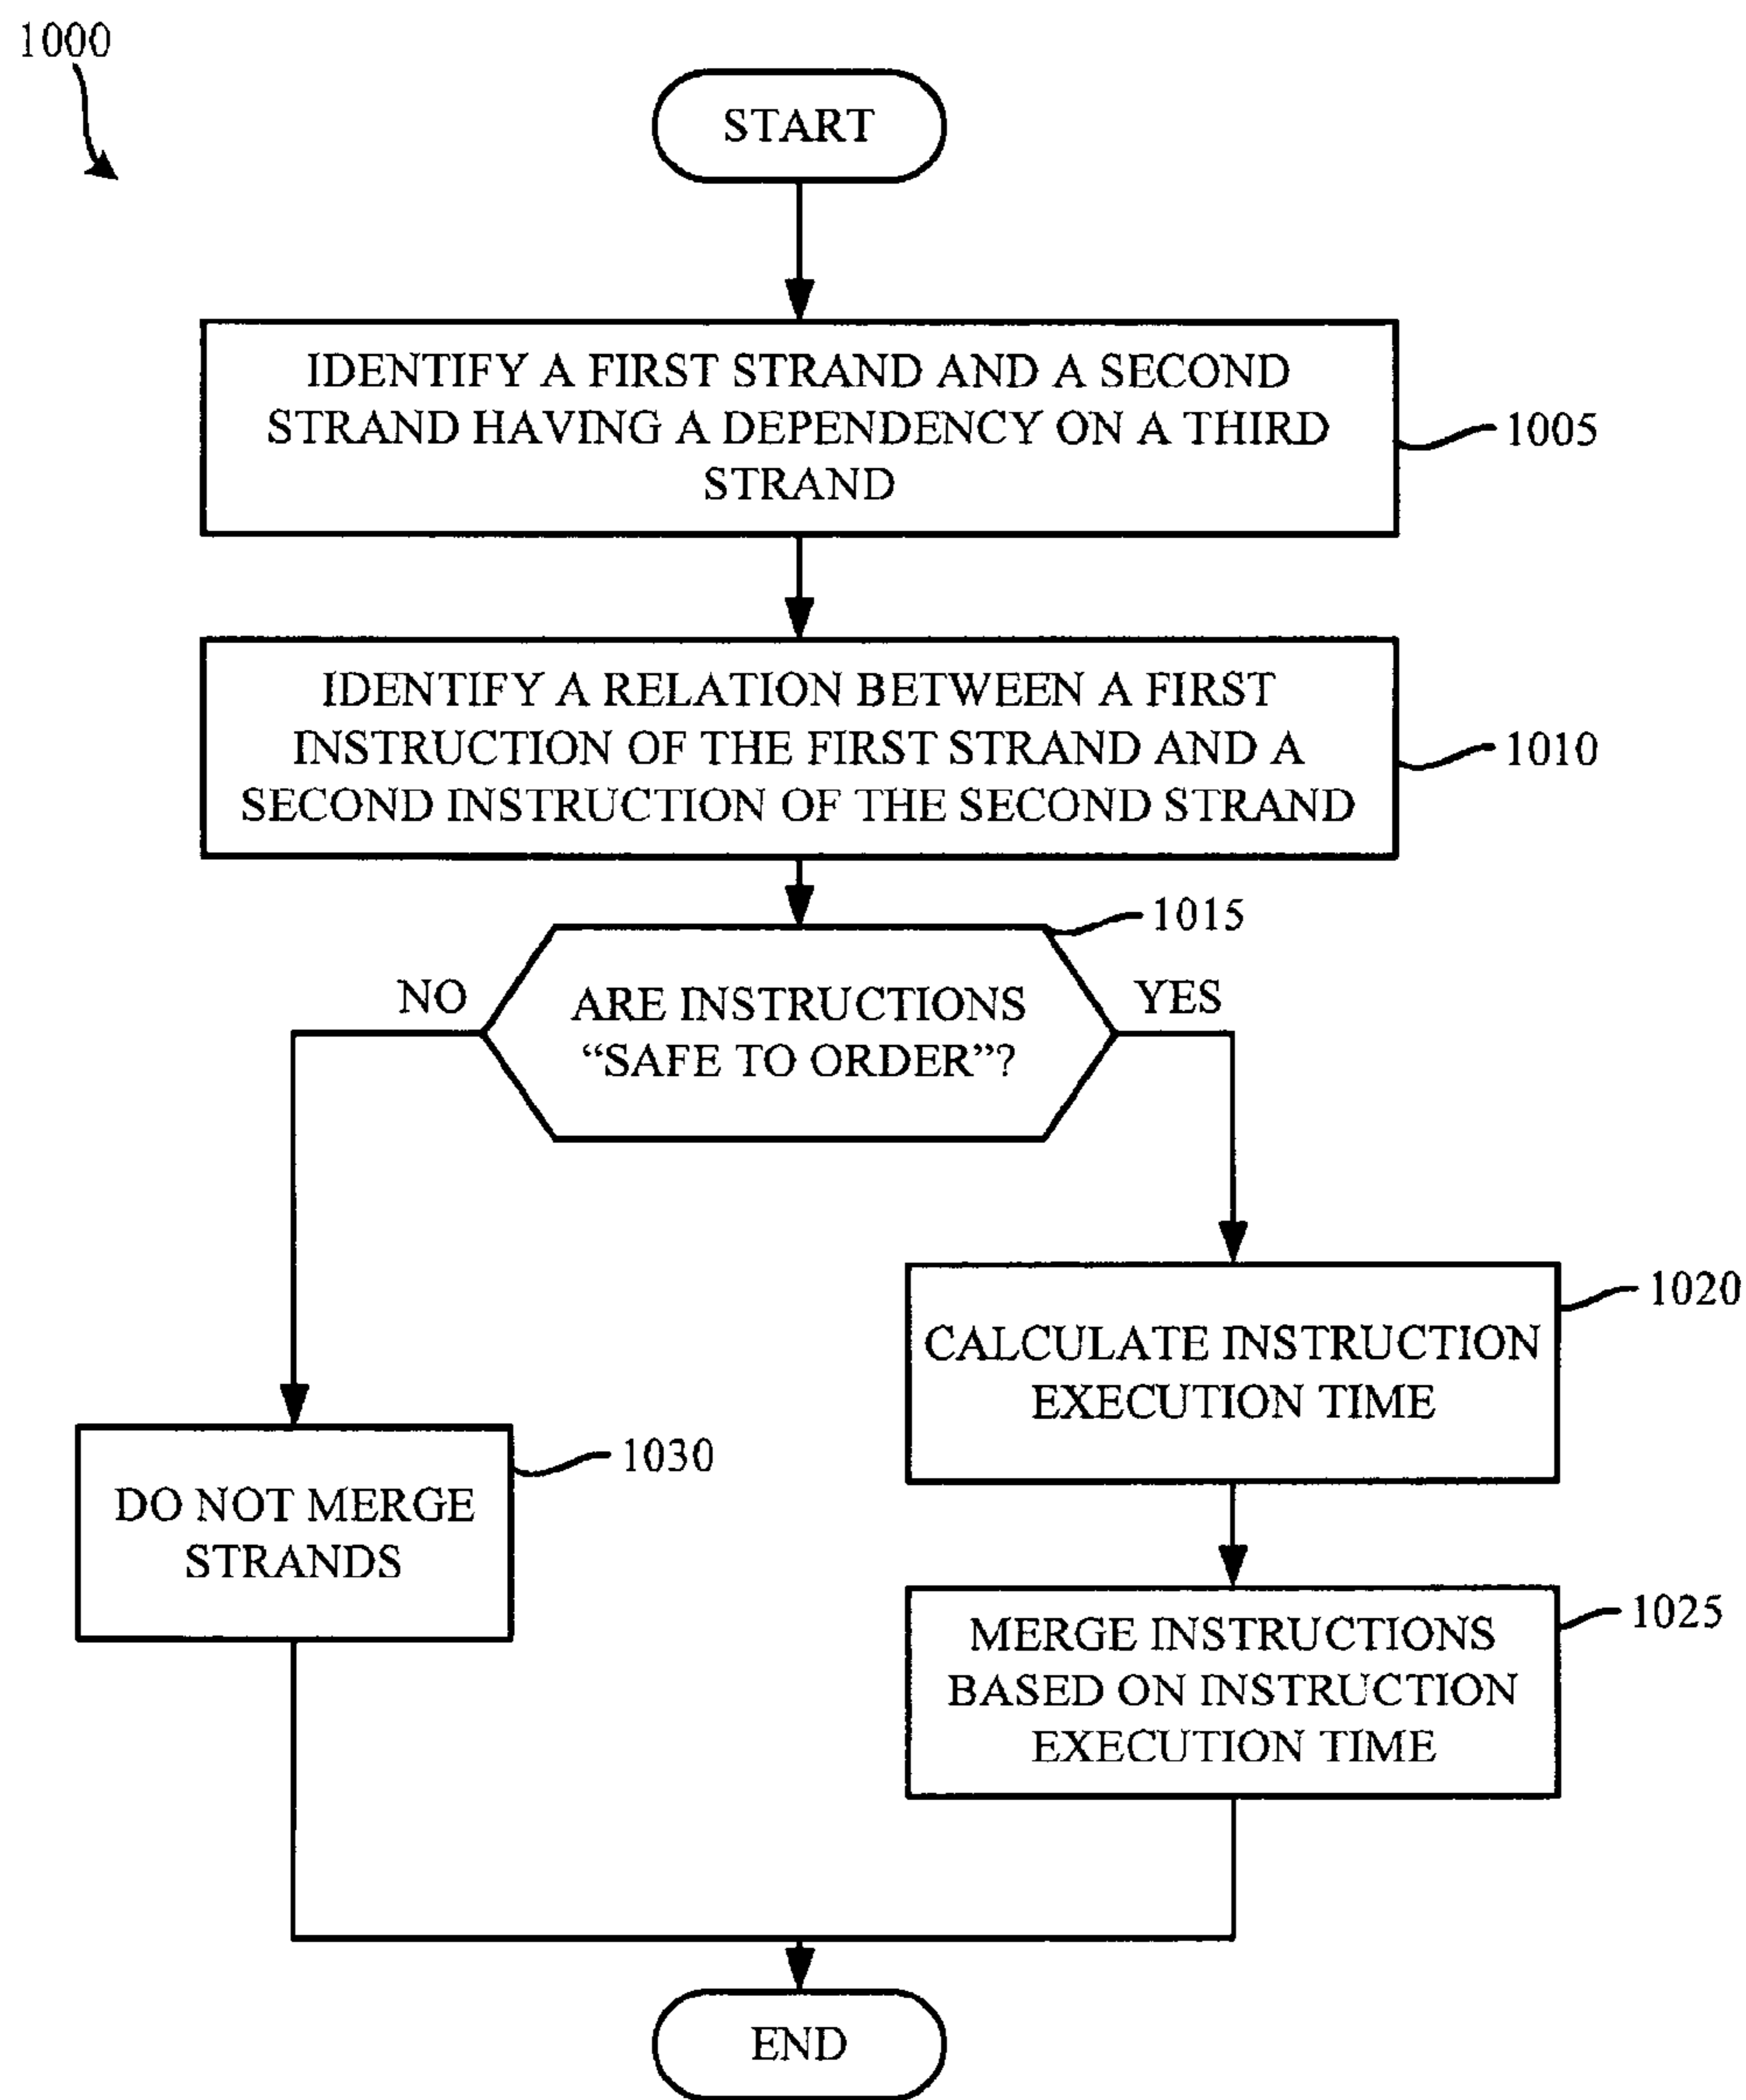 1000
START
IDENTIFY A FIRST STRAND AND A SECOND
STRAND HAVING A DEPENDENCY ON A THIRD
STRAND
1005
IDENTIFY A RELATION BETWEEN A FIRST
INSTRUCTION OF THE FIRST STRAND AND A
SECOND INSTRUCTION OF THE SECOND STRAND
1010
1015
NO
ARE INSTRUCTIONS
“SAFE TO ORDER”?
YES
CALCULATE INSTRUCTION
EXECUTION TIME
1020
DO NOT MERGE
STRANDS
1030
MERGE INSTRUCTIONS
BASED ON INSTRUCTION
EXECUTION TIME
1025
END